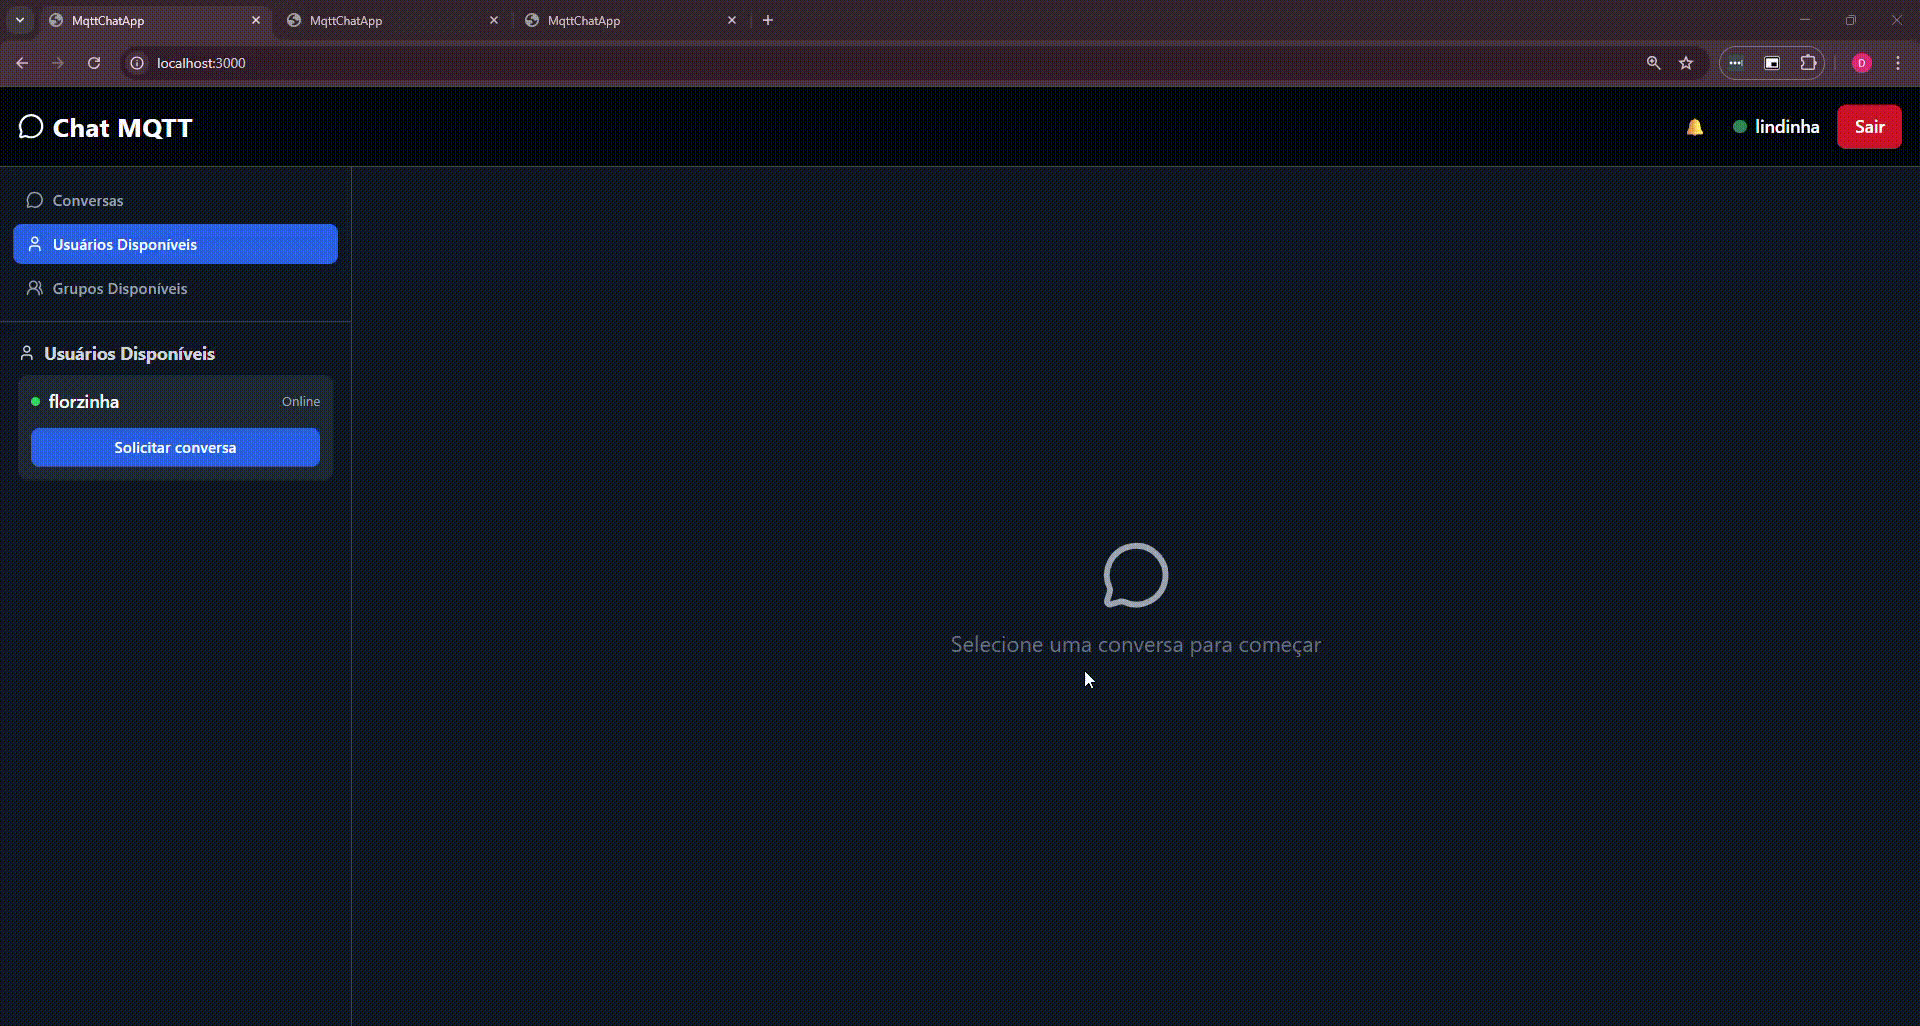 MqttChatApp
MqttChatApp
MqttChatApp
localhost:3000
D
Chat MQTT
lindinha
Sair
Conversas
Usuários Disponíveis
Grupos Disponíveis
Usuários Disponíveis
florzinha
Online
Solicitar conversa
Selecione uma conversa para começar